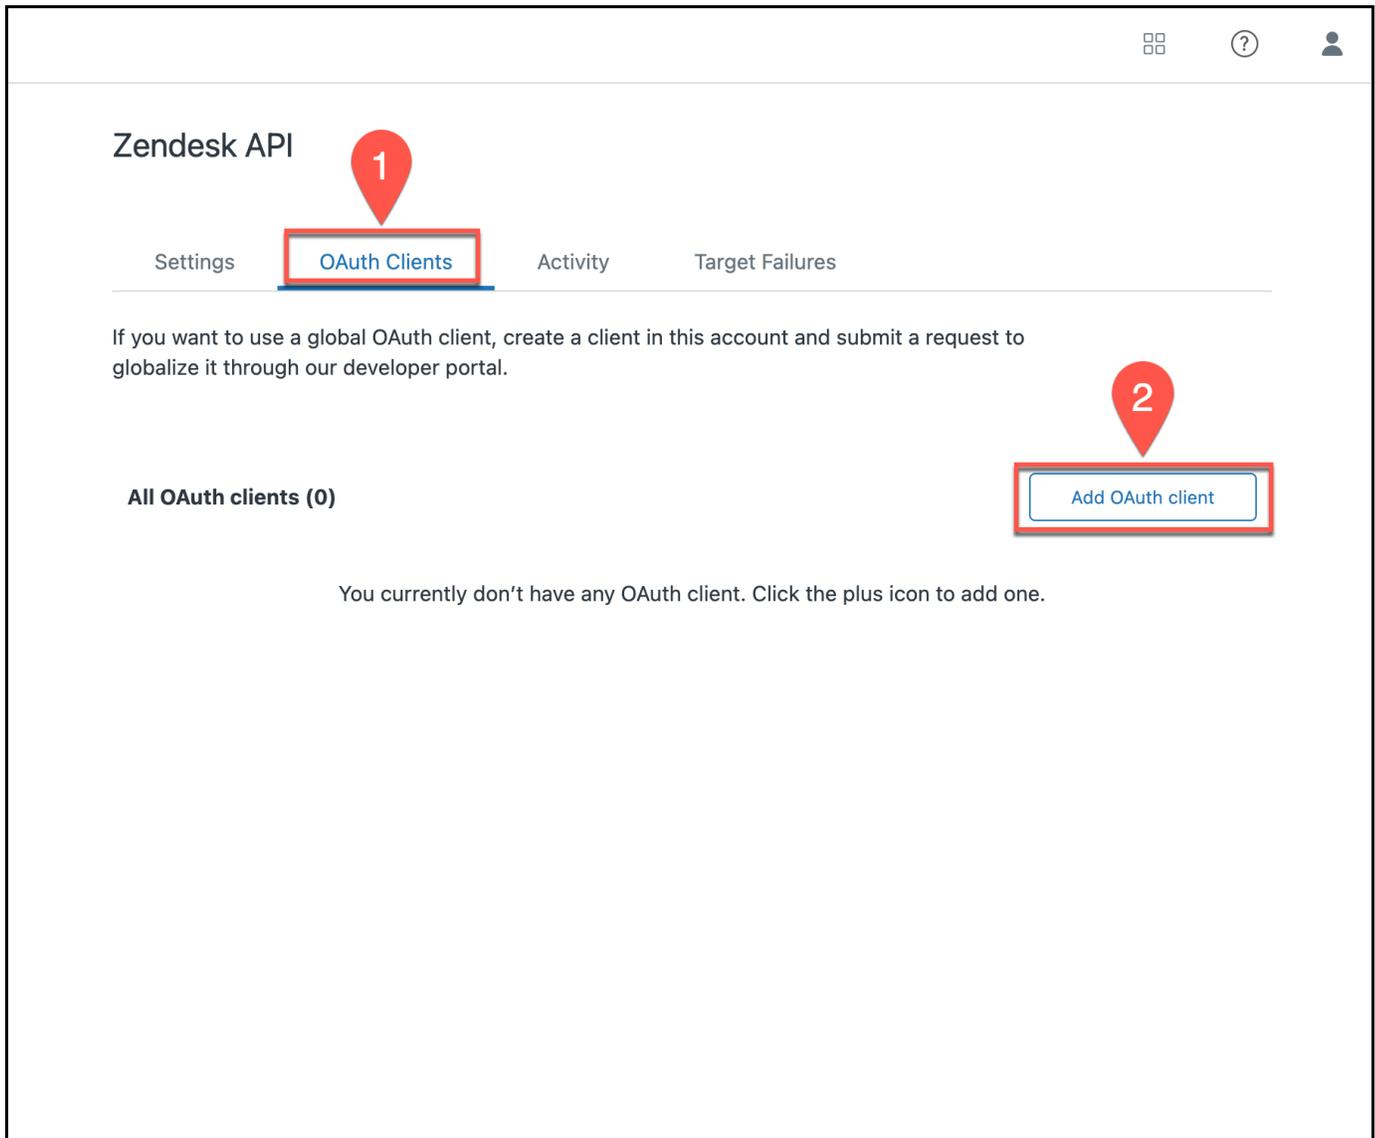 Zendesk API
1
Settings OAuth Clients Activity Target Failures
If you want to use a global OAuth client, create a client in this account and submit a request to
globalize it through our developer portal.
2
All OAuth clients (0) Add OAuth client
You currently don’t have any OAuth client. Click the plus icon to add one.